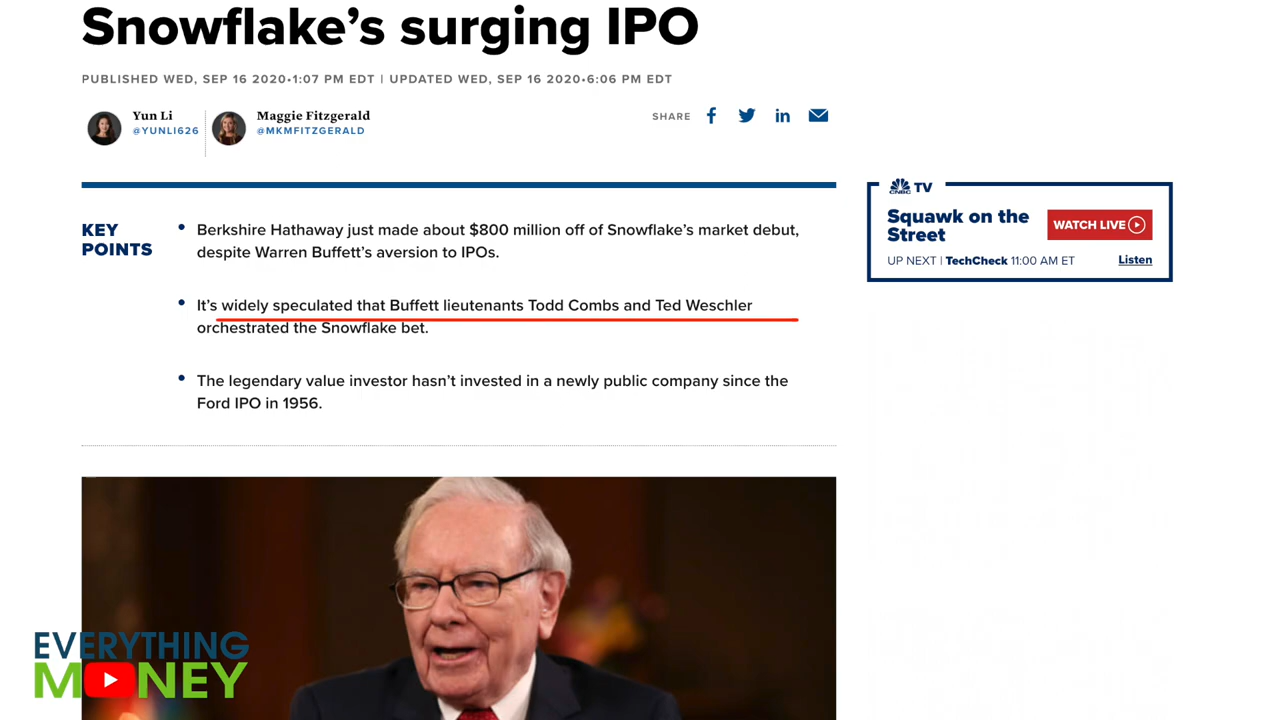 Snowflake’s surging IPO
PUBLISHED WED, SEP 16 2020•1:07 PM EDT | UPDATED WED, SEP 16 2020•6:06 PM EDT
Yun Li
@YUNLI626
Maggie Fitzgerald
@MKMFITZGERALD
SHARE
KEY
POINTS
• Berkshire Hathaway just made about $800 million off of Snowflake’s market debut,
despite Warren Buffett’s aversion to IPOs.
• It’s widely speculated that Buffett lieutenants Todd Combs and Ted Weschler
orchestrated the Snowflake bet.
• The legendary value investor hasn’t invested in a newly public company since the
Ford IPO in 1956.
CNBC TV
Squawk on the
Street
WATCH LIVE
UP NEXT | TechCheck 11:00 AM ET
Listen
EVERYTHING
MONEY